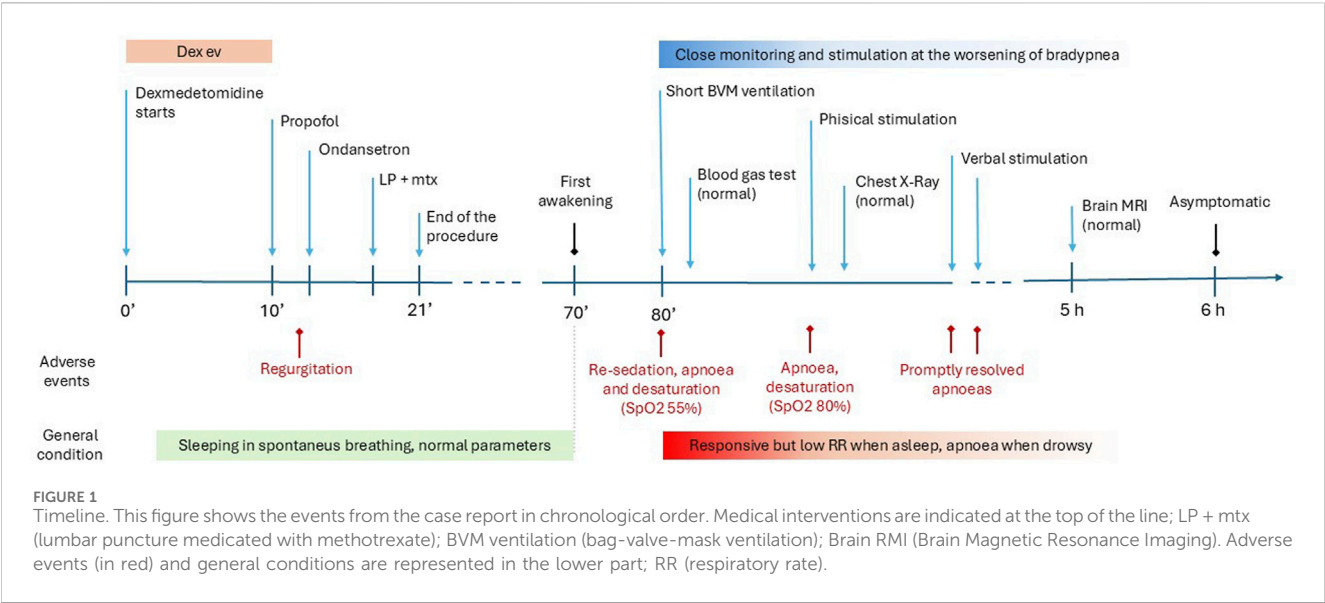 Dex ev
Close monitoring and stimulation at the worsening of bradypnea
Dexmedetomidine
starts
Propofol
Ondansetron
LP + mtx
End of the
procedure
First
awakening
Short BVM ventilation
Blood gas test
(normal)
Phisical stimulation
Chest X-Ray
(normal)
Verbal stimulation
Brain MRI
(normal)
Asymptomatic
0’
10’
21’
70’
80’
5 h
6 h
Adverse
events
Regurgitation
Re-sedation, apnoea
and desaturation
(SpO2 55%)
Apnoea,
desaturation
(SpO2 80%)
Promptly resolved
apnoeas
General
condition
Sleeping in spontaneus breathing, normal parameters
Responsive but low RR when asleep, apnoea when drowsy
FIGURE 1
Timeline. This figure shows the events from the case report in chronological order. Medical interventions are indicated at the top of the line; LP + mtx
(lumbar puncture medicated with methotrexate); BVM ventilation (bag-valve-mask ventilation); Brain RMI (Brain Magnetic Resonance Imaging). Adverse
events (in red) and general conditions are represented in the lower part; RR (respiratory rate).